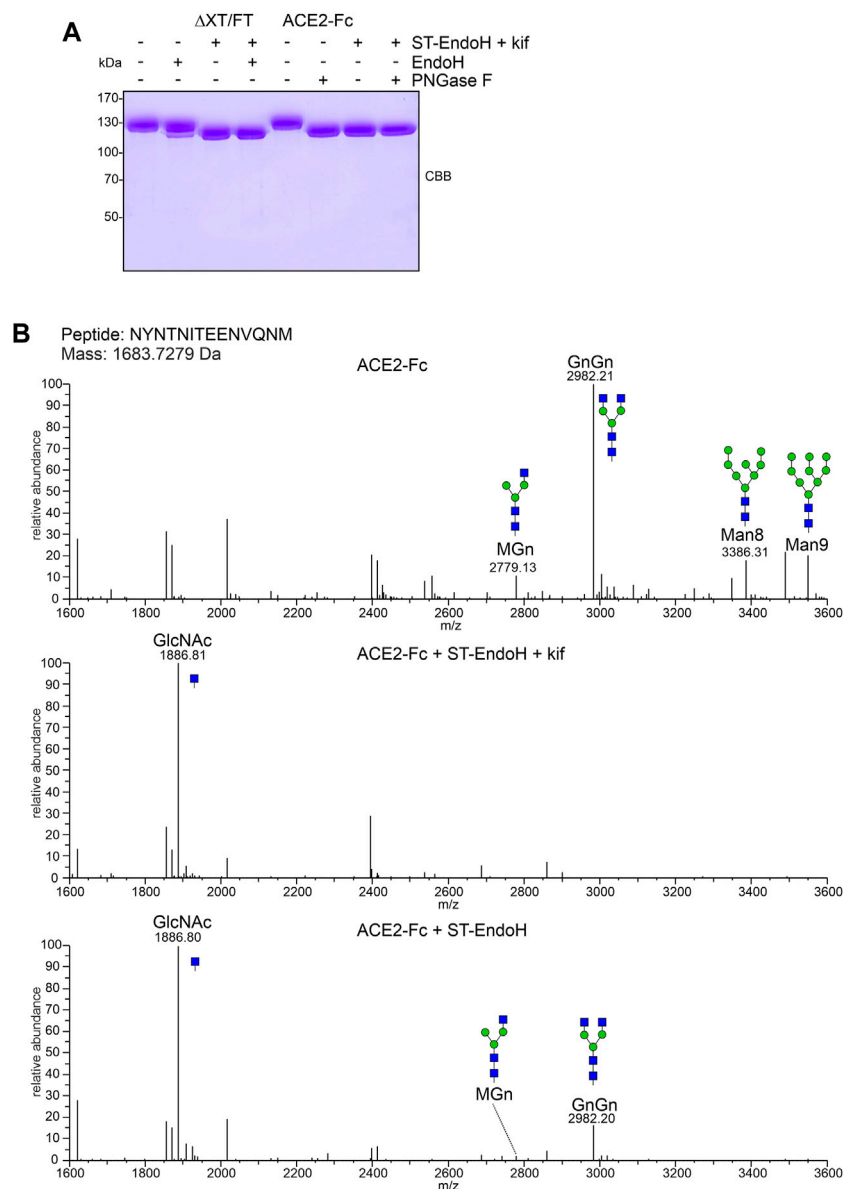 A
ΔXT/FT ACE2-Fc
- - + + - - + + ST-EndoH + kif
kDa - + - + - - - - EndoH
- - - - - + - + PNGase F
170-
130-
100-
70-
50-
CBB
B
Peptide: NYNTNITEENVQNM
Mass: 1683.7279 Da
ACE2-Fc
relative abundance
100
90
80
70
60
50
40
30
20
10
0
GnGn
2982.21
MGn
2779.13
Man8
3386.31
Man9
1600 1800 2000 2200 2400 2600 2800 3000 3200 3400 3600
m/z
ACE2-Fc + ST-EndoH + kif
relative abundance
100
90
80
70
60
50
40
30
20
10
0
GlcNAc
1886.81
1600 1800 2000 2200 2400 2600 2800 3000 3200 3400 3600
m/z
ACE2-Fc + ST-EndoH
relative abundance
100
90
80
70
60
50
40
30
20
10
0
GlcNAc
1886.80
MGn
GnGn
2982.20
1600 1800 2000 2200 2400 2600 2800 3000 3200 3400 3600
m/z